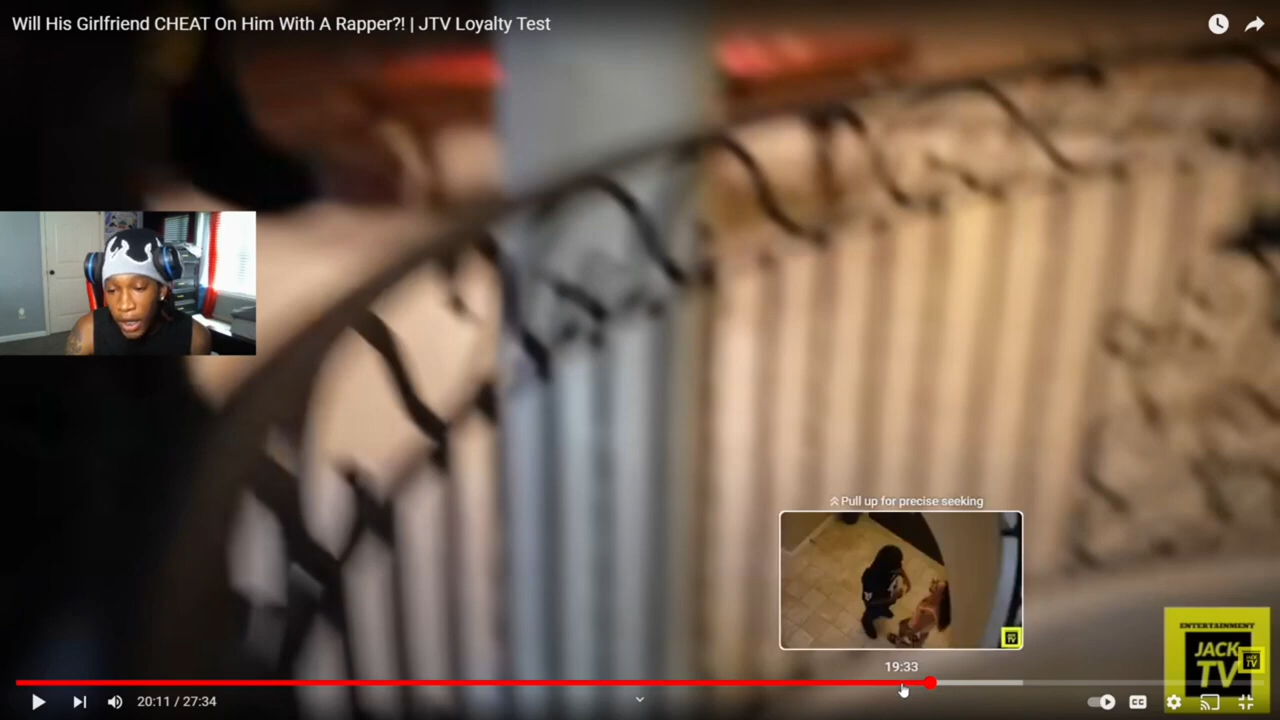 Will His Girlfriend CHEAT On Him With A Rapper?! | JTV Loyalty Test
Pull up for precise seeking
19:33
ENTERTAINMENT
JACK
TV
20:11 / 27:34
CC